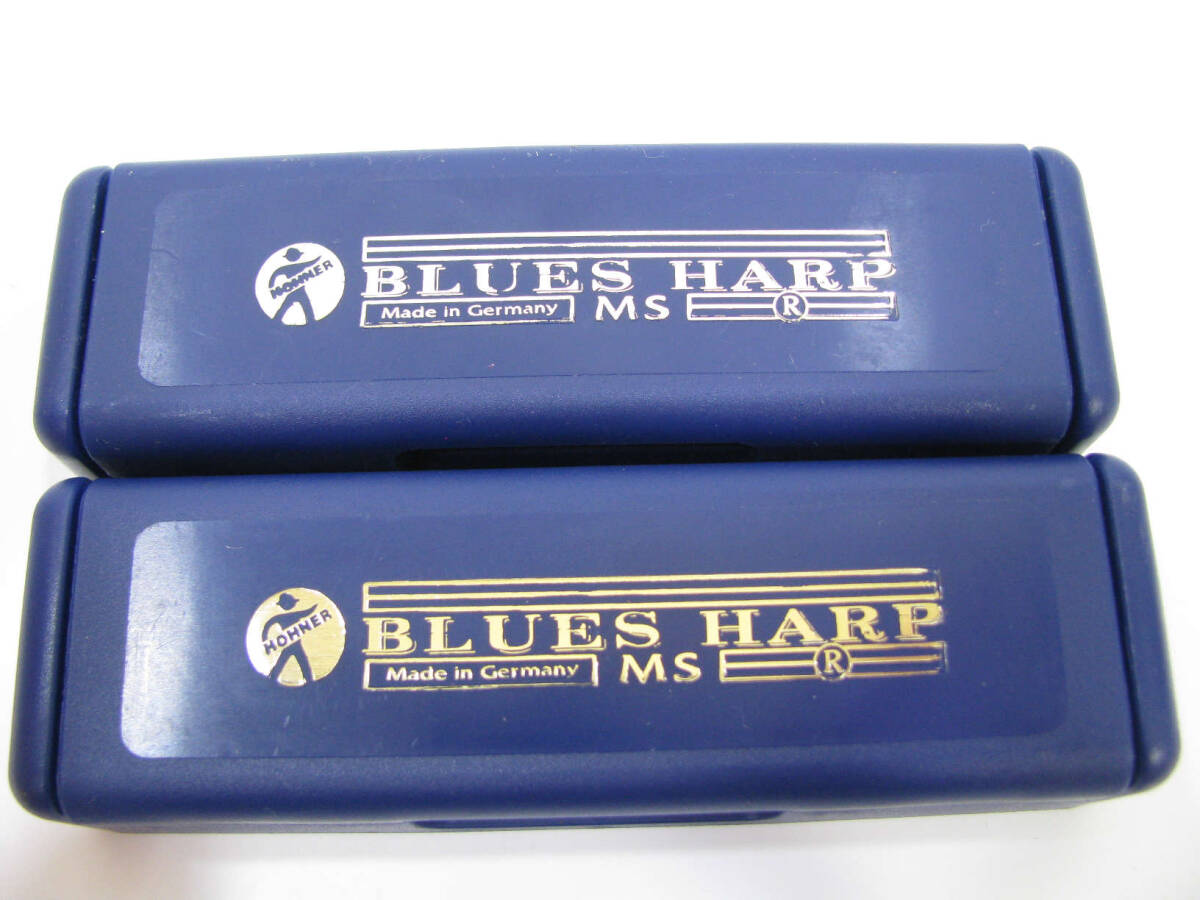 HOHNER
BLUES HARP
Made in Germany MS ®
HOHNER
BLUES HARP
Made in Germany MS ®